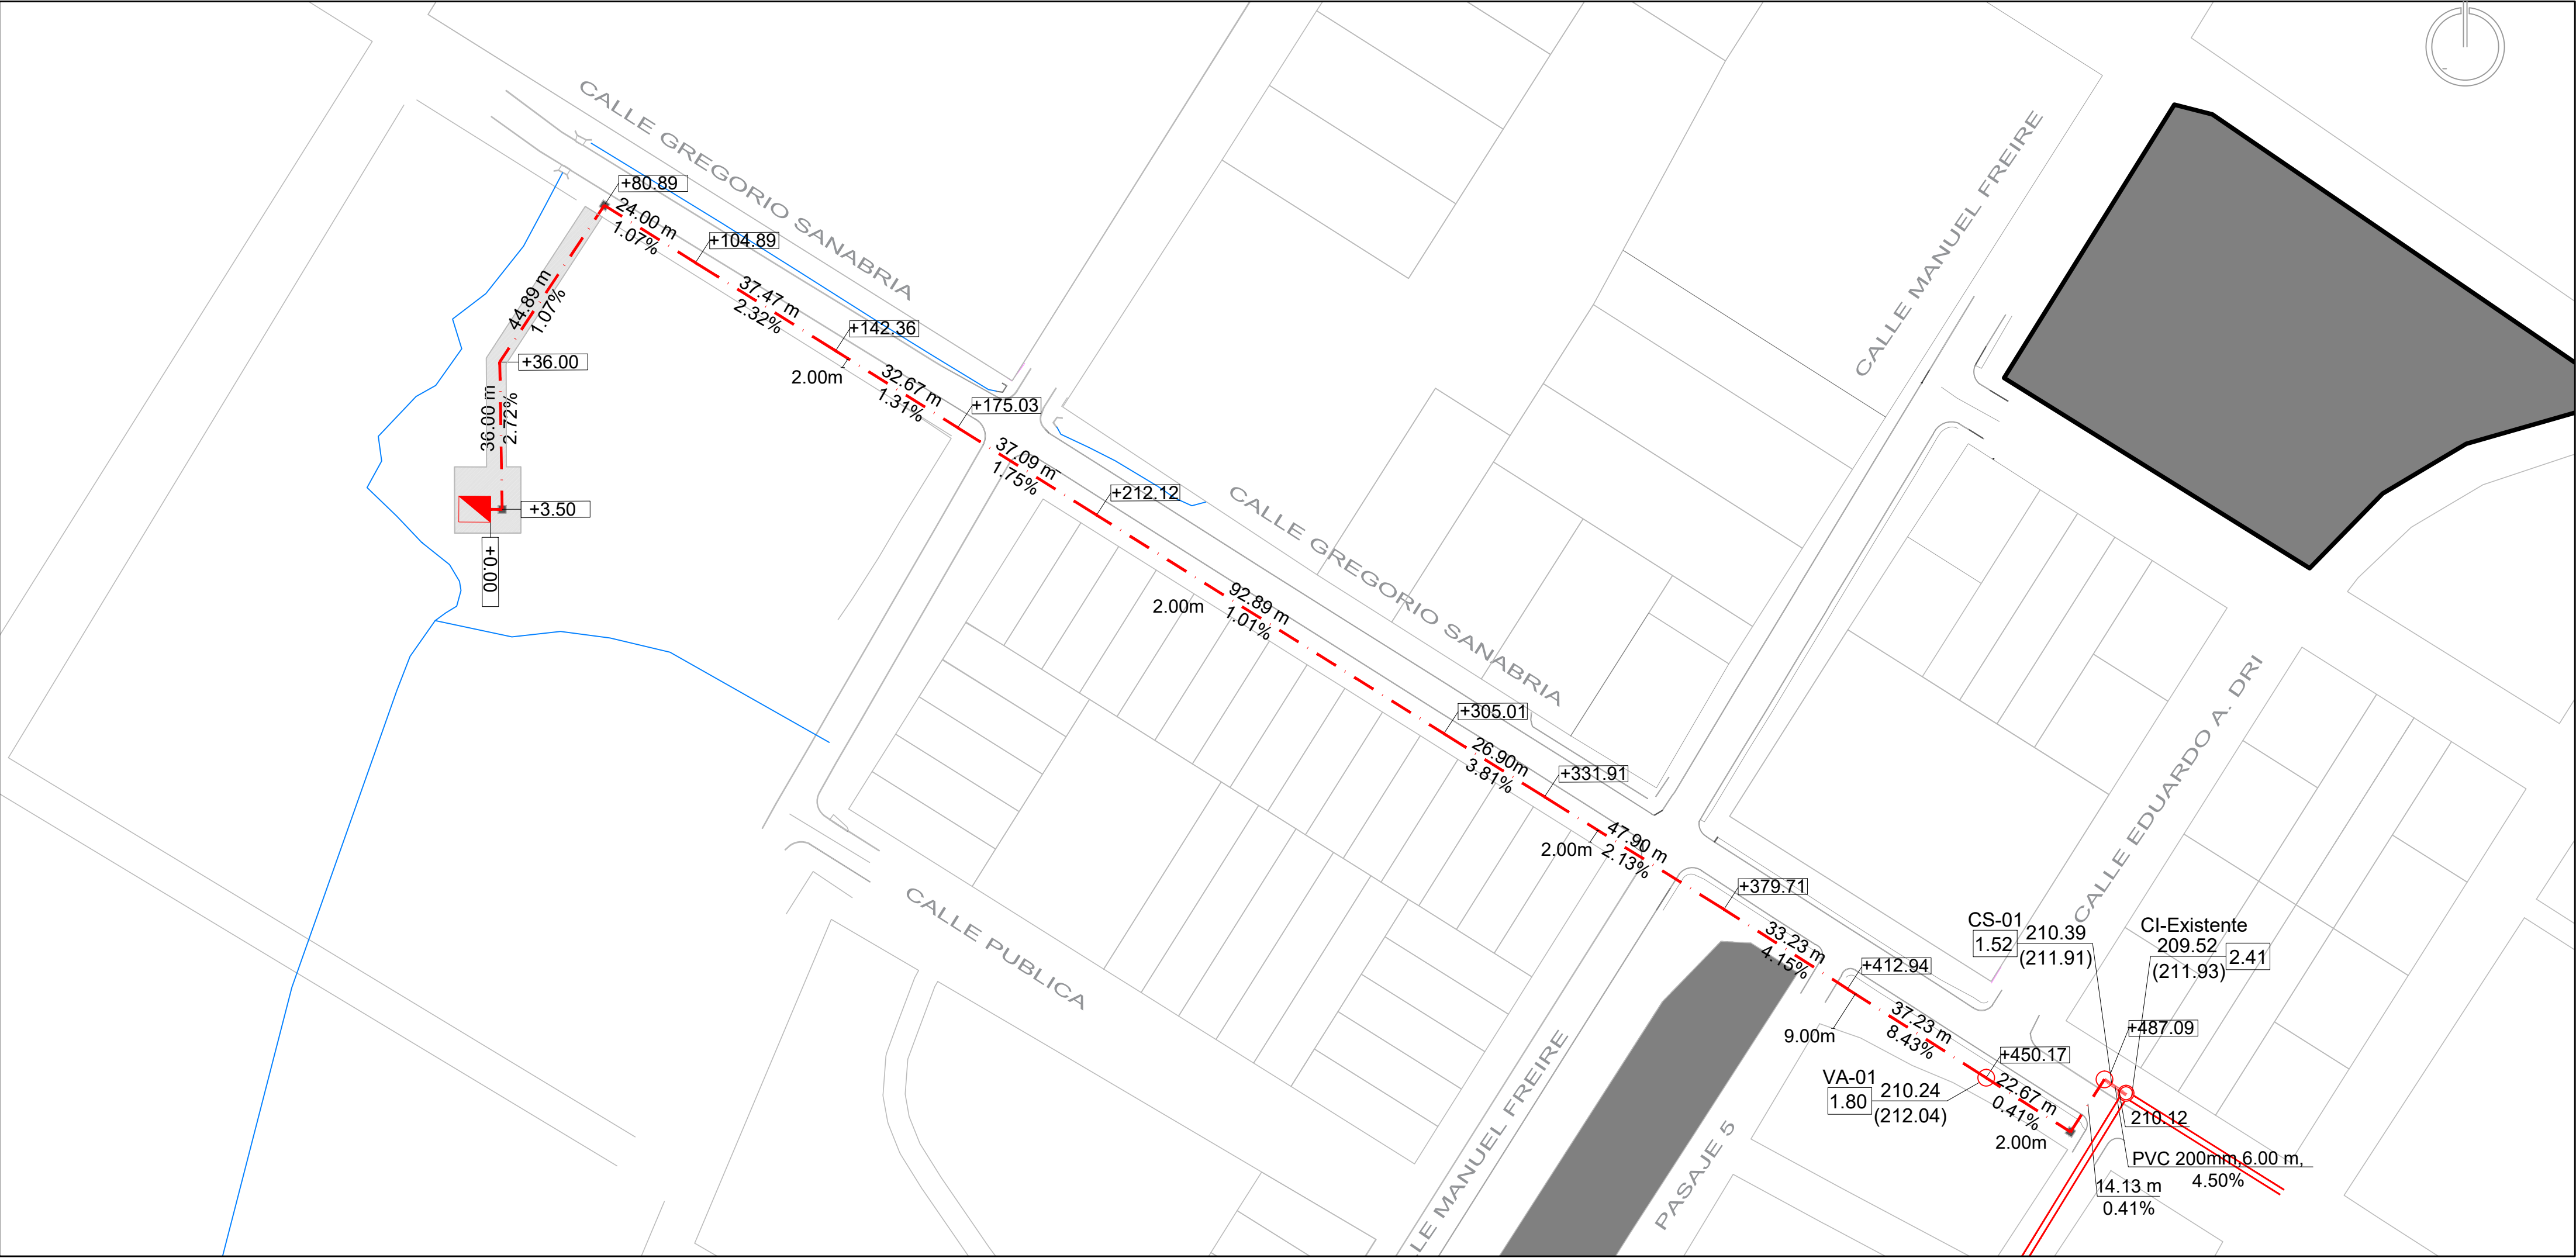 CALLE GREGORIO SANABRIA
+80.89
24.00 m
1.07%
+104.89
44.89 m
1.07%
37.47 m
2.32%
+142.36
2.00m
+36.00
36.00 m
2.72%
32.67 m
1.31%
+175.03
+3.50
+0.00
37.09 m
1.75%
+212.12
CALLE MANUEL FREIRE
CALLE GREGORIO SANABRIA
92.89 m
1.01%
2.00m
+305.01
26.90m
3.81%
+331.91
47.90 m
2.13%
2.00m
+379.71
CALLE PUBLICA
CALLE EDUARDO A. DRI
33.23 m
4.15%
+412.94
9.00m
37.23 m
8.43%
+450.17
CS-01
1.52
210.39
(211.91)
CI-Existente
209.52
(211.93)
2.41
+487.09
VA-01
1.80
210.24
(212.04)
22.67 m
0.41%
2.00m
210.12
PVC 200mm,6.00 m,
4.50%
14.13 m
0.41%
LE MANUEL FREIRE
PASAJE 5